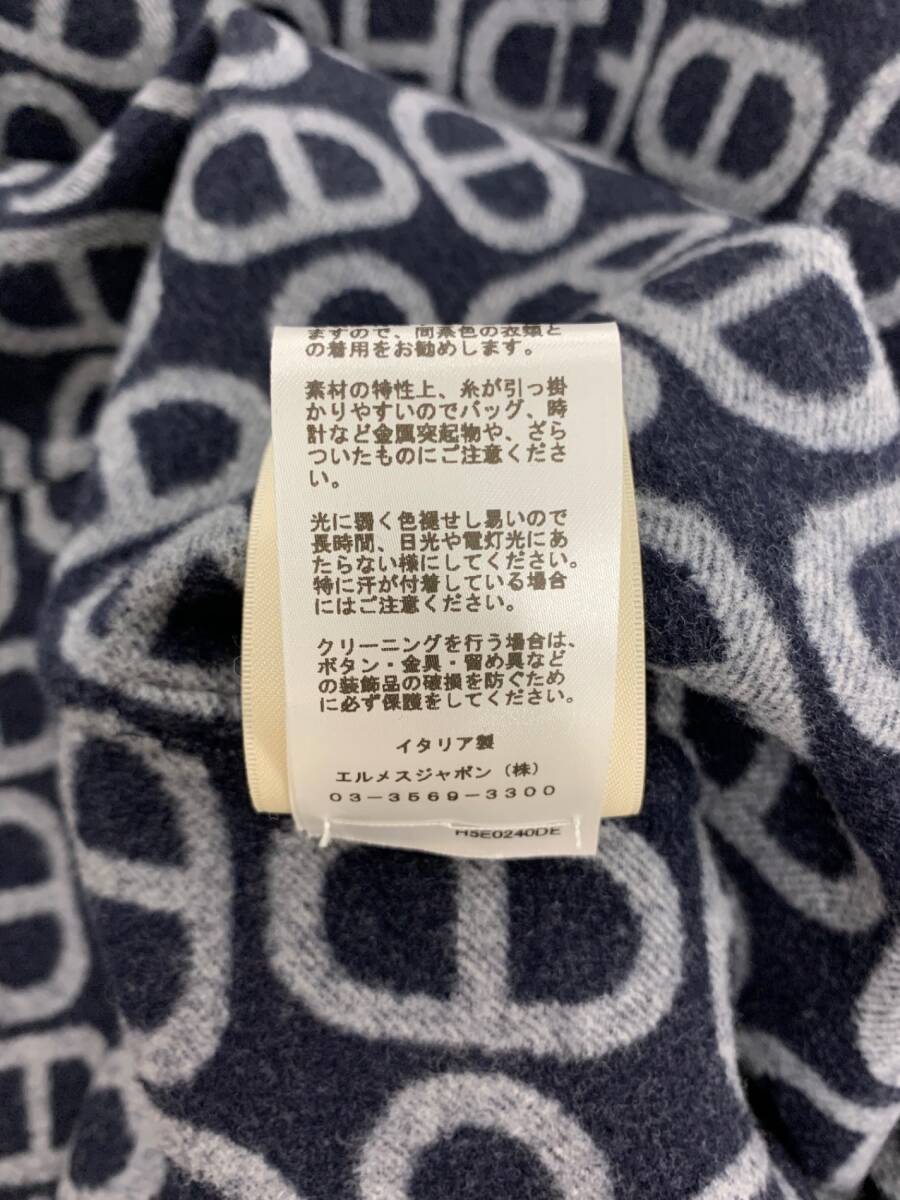 ますので、同系色の衣類と
の着用をお勧めします。
素材の特性上、糸が引っ掛
かりやすいのでバッグ、時
計など金属突起物や、ざら
ついたものにご注意くださ
い。
光に弱く色褪せし易いので
長時間、日光や電灯光にあ
たらない様にしてください。
特に汗が付着している場合
にはご注意ください。
クリーニングを行う場合は、
ボタン・金具・留め具など
の装飾品の破損を防ぐため
に必ず保護をしてください。
イタリア製
エルメスジャポン（株）
03－3569－3300
H5E0240DE